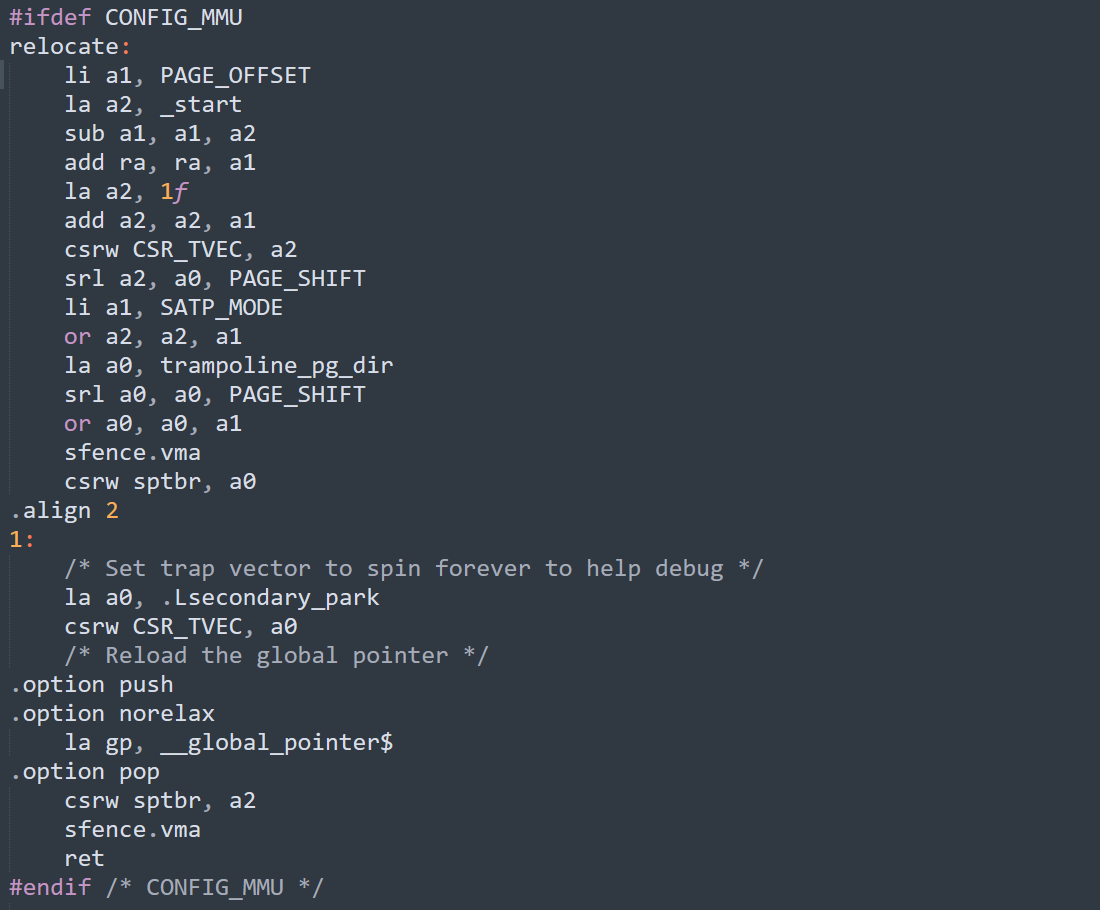 #ifdef CONFIG_MMU
relocate:
    li a1, PAGE_OFFSET
    la a2, _start
    sub a1, a1, a2
    add ra, ra, a1
    la a2, 1f
    add a2, a2, a1
    csrw CSR_TVEC, a2
    srl a2, a0, PAGE_SHIFT
    li a1, SATP_MODE
    or a2, a2, a1
    la a0, trampoline_pg_dir
    srl a0, a0, PAGE_SHIFT
    or a0, a0, a1
    sfence.vma
    csrw sptbr, a0
.align 2
1:
    /* Set trap vector to spin forever to help debug */
    la a0, .Lsecondary_park
    csrw CSR_TVEC, a0
    /* Reload the global pointer */
.option push
.option norelax
    la gp, __global_pointer$
.option pop
    csrw sptbr, a2
    sfence.vma
    ret
#endif /* CONFIG_MMU */